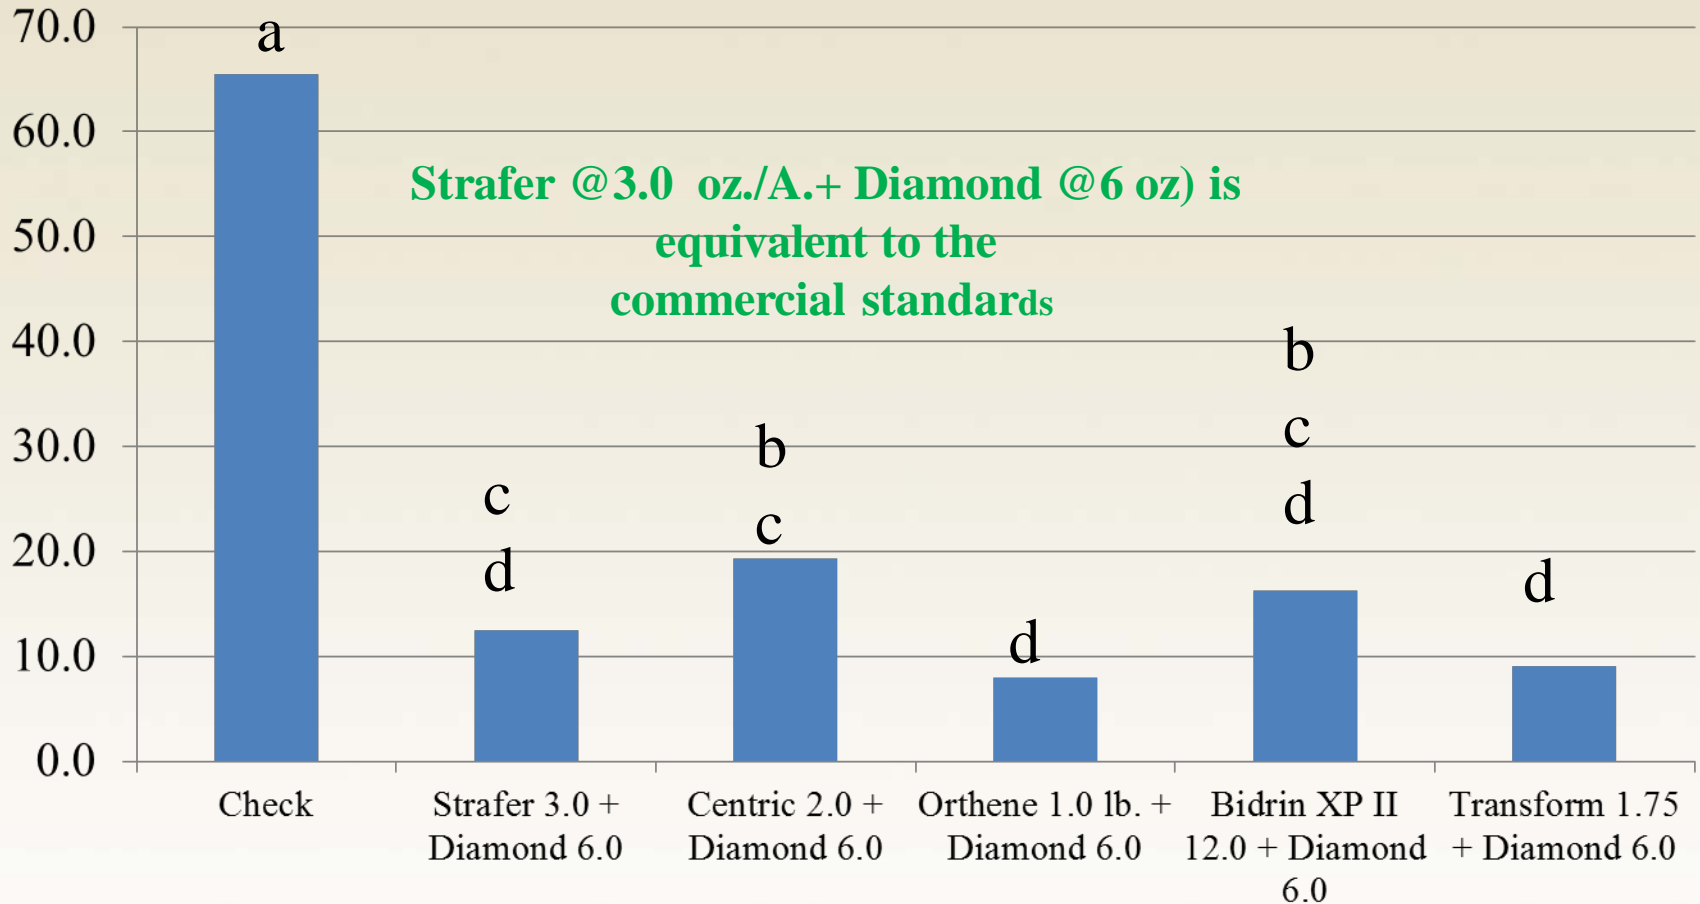 70.0
a
60.0
Strafer @3.0  oz./A.+ Diamond @6 oz) is
50.0
equivalent to the
commercial standards
40.0
b
30.0
b
c
c
d
20.0
c
d
d
10.0
d
0.0
Check
Strafer 3.0 +
Diamond 6.0
Centric 2.0 +
Diamond 6.0
Orthene 1.0 lb. +
Diamond 6.0
Bidrin XP II
12.0 + Diamond
6.0
Transform 1.75
+ Diamond 6.0